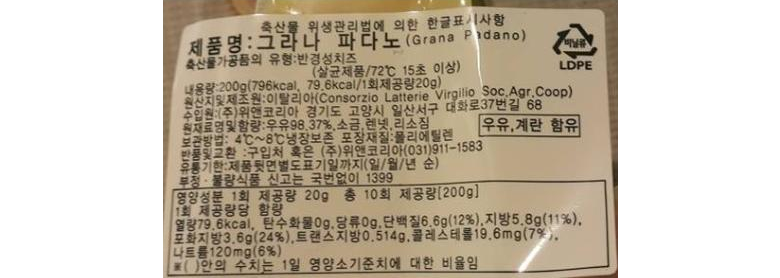 축산물 위생관리법에 의한 한글표시사항
제품명:그라나 파다노(Grana Padano)
축산물가공품의 유형:반경성치즈
(살균제품/72℃ 15초 이상)
비닐류
LDPE
내용량:200g(796kcal, 79.6kcal/1회제공량20g)
원산지및제조원:이탈리아(Consorzio Latterie Virgilio Soc.Agr.Coop)
수입원:(주)위앤코리아 경기도 고양시 일산서구 대화로37번길 68
원재료명및함량:우유98.37%,소금,렌넷,리소짐
우유,계란 함유
보관방법: 4℃~8℃냉장보존 포장재질:폴리에틸렌
반품및교환 :구입처 혹은 (주)위앤코리아(031)911-1583
유통기한:제품뒷면별도표기일까지(일/월/년 순)
부정·불량식품 신고는 국번없이 1399
영양성분 1회 제공량 20g 총 10회 제공량[200g]
1회 제공량당 함량
열량79.6kcal, 탄수화물0g,당류0g,단백질6.6g(12%),지방5.8g(11%),
포화지방3.6g(24%),트랜스지방0.514g,콜레스테롤19.6mg(7%),
나트륨120mg(6%)
※( )안의 수치는 1일 영양소기준치에 대한 비율임